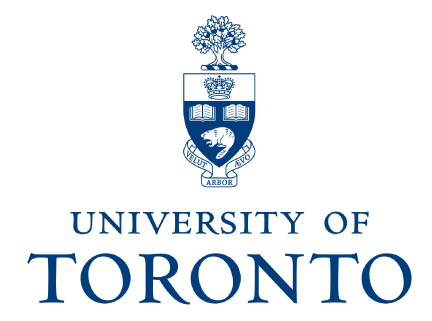 VELUT ARBOR ÆVO
UNIVERSITY OF
TORONTO